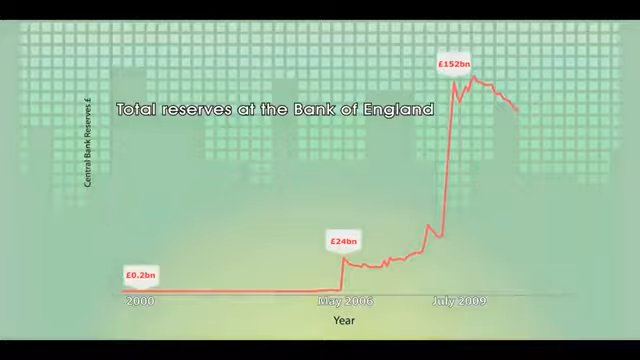 £152bn
Total reserves at the Bank of England
Central Bank Reserves £
£24bn
£0.2bn
2000
May 2006
July 2009
Year